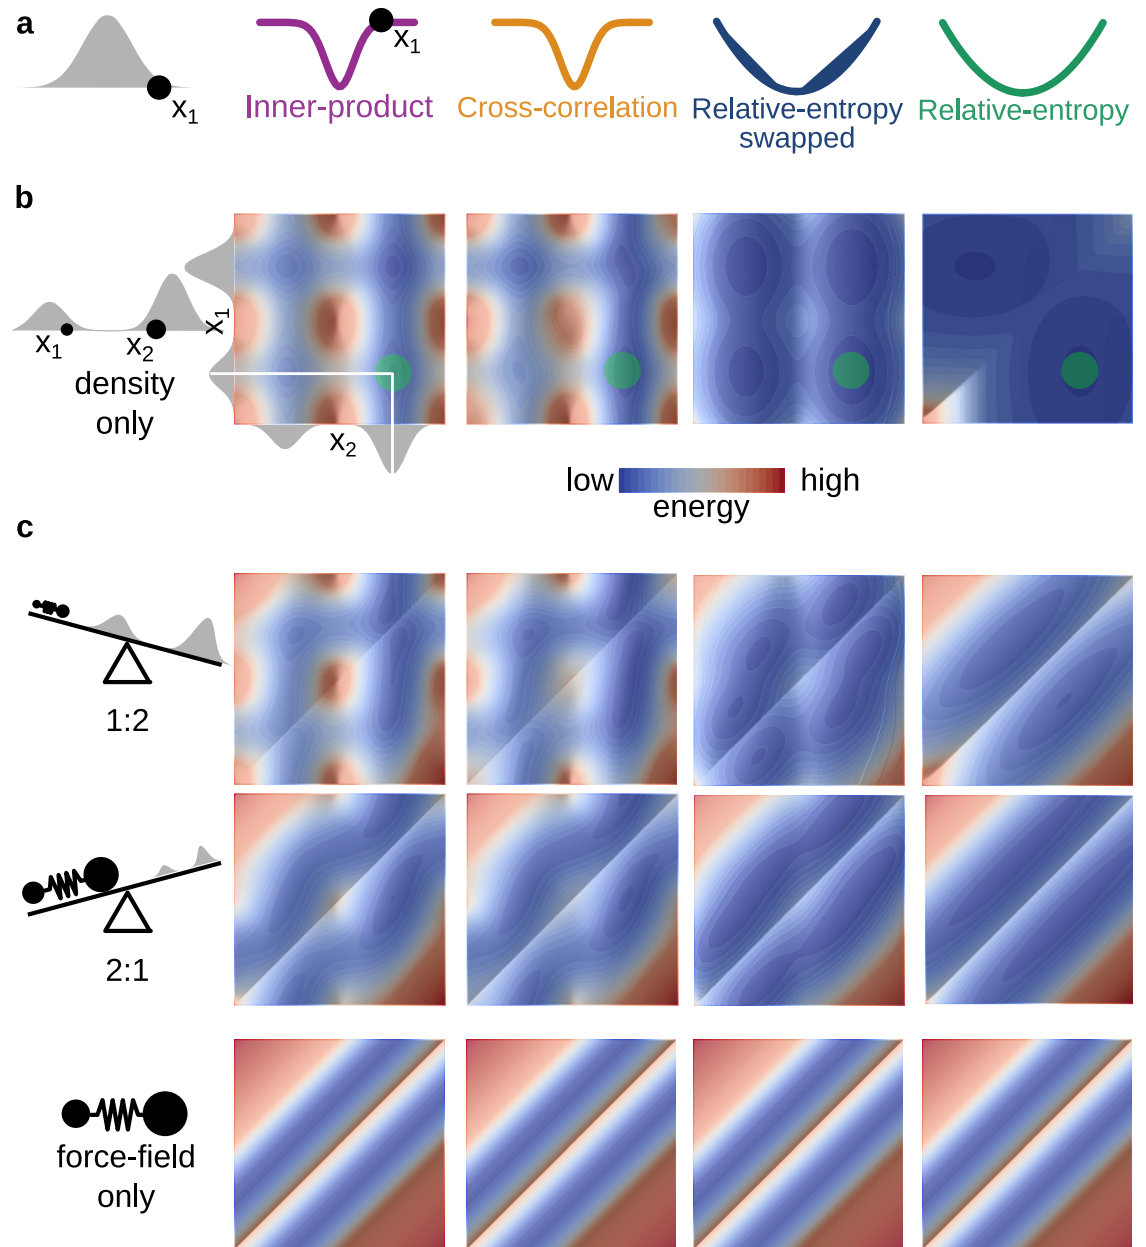 a
x1
x1
Inner-product
Cross-correlation
Relative-entropy
swapped
Relative-entropy
b
x1
x1
x2
density
only
x2
low
high
energy
c
1:2
2:1
force-field
only